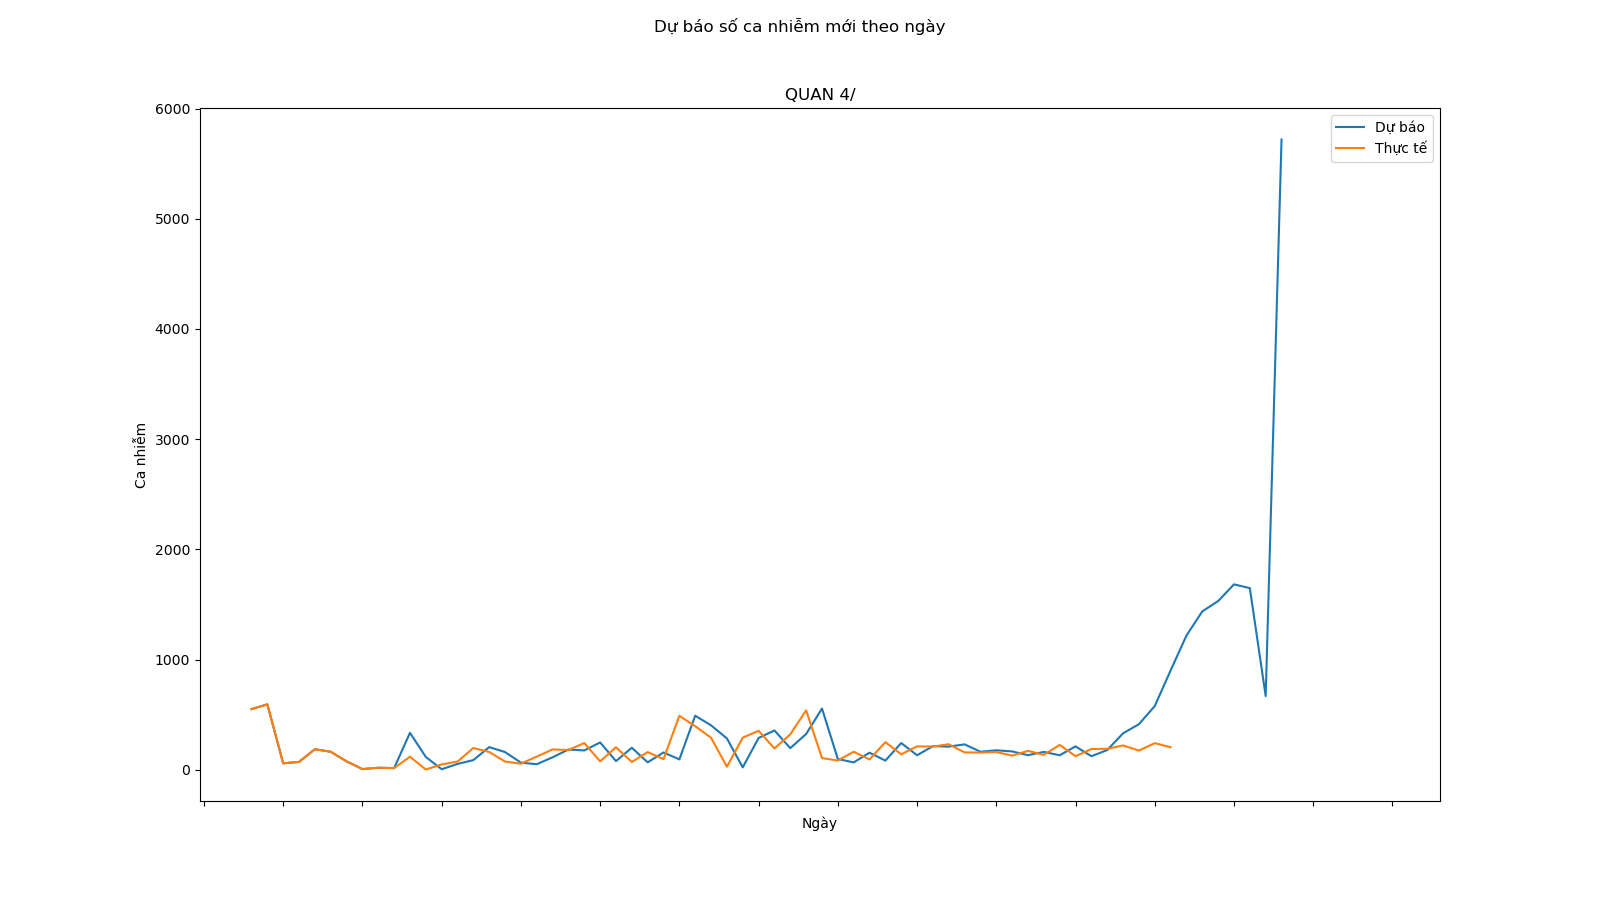 Dự báo số ca nhiễm mới theo ngày
QUAN 4/
6000
5000
4000
3000
2000
1000
0
Ca nhiễm
Ngày
Dự báo
Thực tế